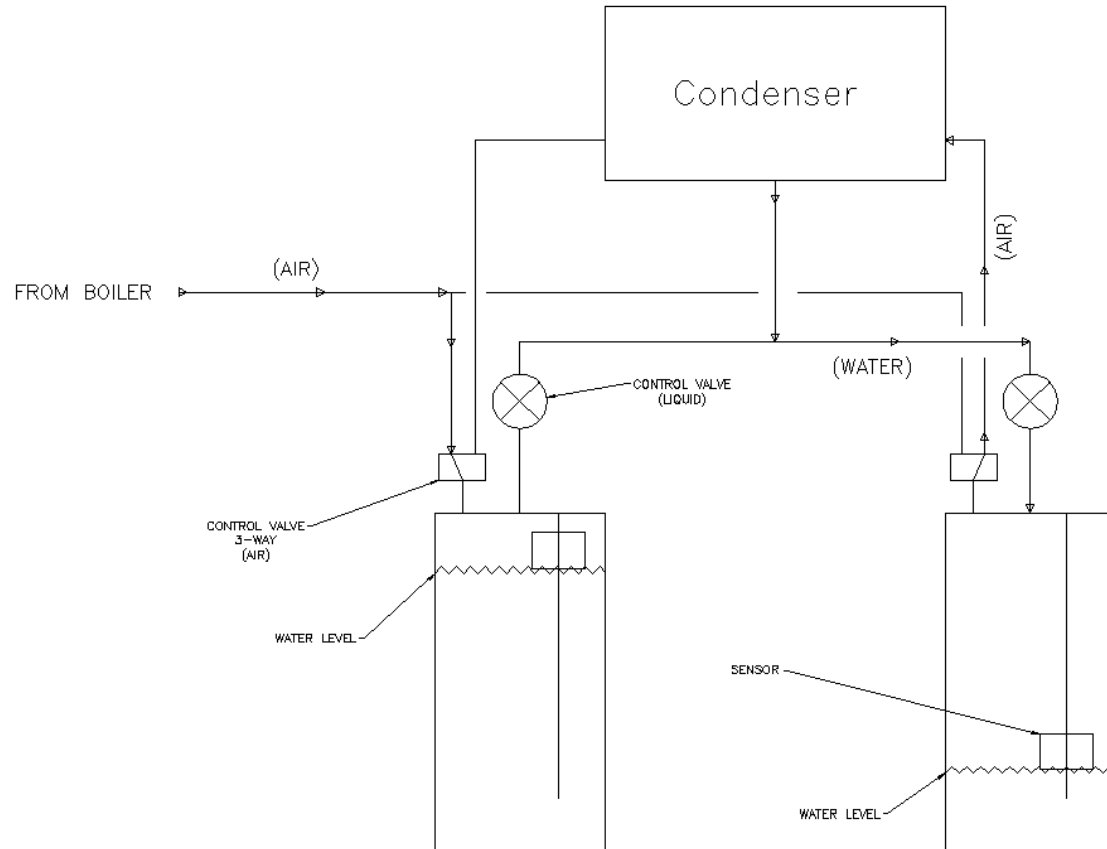 Condenser
(AIR)
(AIR)
FROM BOILER
(WATER)
CONTROL VALVE
(LIQUID)
CONTROL VALVE
3-WAY
(AIR)
WATER LEVEL
SENSOR
WATER LEVEL